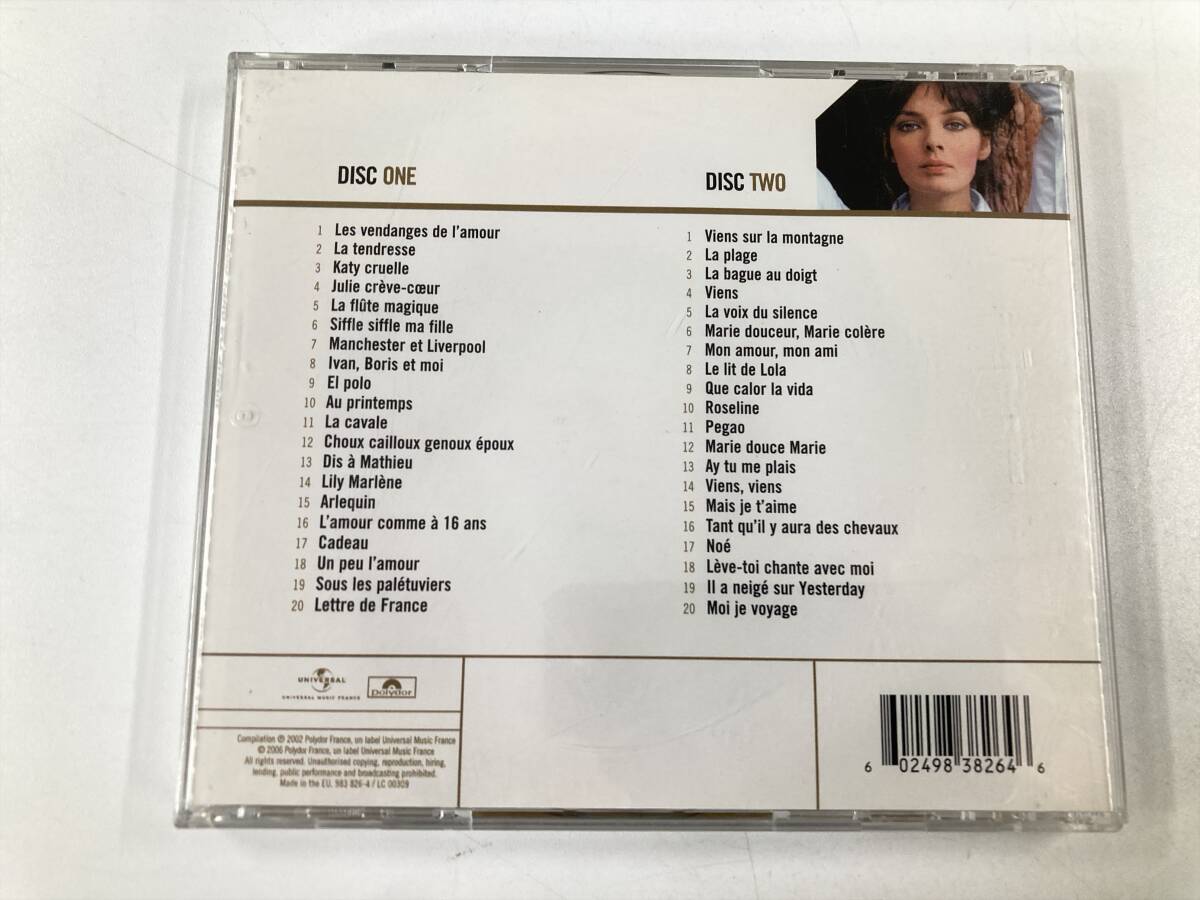 DISC ONE
1 Les vendanges de l'amour
2 La tendresse
3 Katy cruelle
4 Julie crève-cœur
5 La flûte magique
6 Siffle siffle ma fille
7 Manchester et Liverpool
8 Ivan, Boris et moi
9 El polo
10 Au printemps
11 La cavale
12 Choux cailloux genoux époux
13 Dis à Mathieu
14 Lily Marlène
15 Arlequin
16 L'amour comme à 16 ans
17 Cadeau
18 Un peu l'amour
19 Sous les palétuviers
20 Lettre de France
DISC TWO
1 Viens sur la montagne
2 La plage
3 La bague au doigt
4 Viens
5 La voix du silence
6 Marie douceur, Marie colère
7 Mon amour, mon ami
8 Le lit de Lola
9 Que calor la vida
10 Roseline
11 Pegao
12 Marie douce Marie
13 Ay tu me plais
14 Viens, viens
15 Mais je t'aime
16 Tant qu'il y aura des chevaux
17 Noé
18 Lève-toi chante avec moi
19 Il a neigé sur Yesterday
20 Moi je voyage
UNIVERSAL
UNIVERSAL MUSIC FRANCE
polydor
Compilation ℗ 2002 Polydor France, un label Universal Music France
© 2006 Polydor France, un label Universal Music France
All rights reserved. Unauthorised copying, reproduction, hiring,
lending, public performance and broadcasting prohibited.
Made in the EU. 983 826-4 / LC 00309
6 02498 38264 6